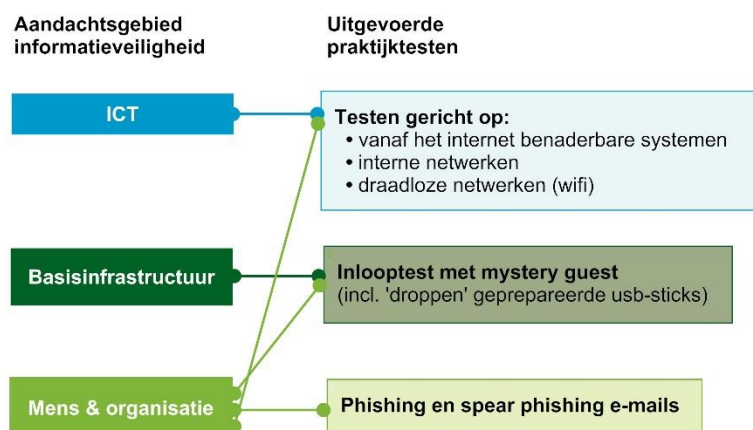 Aandachtsgebied
informatieveiligheid
Uitgevoerde
praktijktesten
ICT
Testen gericht op:
• vanaf het internet benaderbare systemen
• interne netwerken
• draadloze netwerken (wifi)
Basisinfrastructuur
Inlooptest met mystery guest
(incl. 'droppen' geprepareerde usb-sticks)
Mens & organisatie
Phishing en spear phishing e-mails